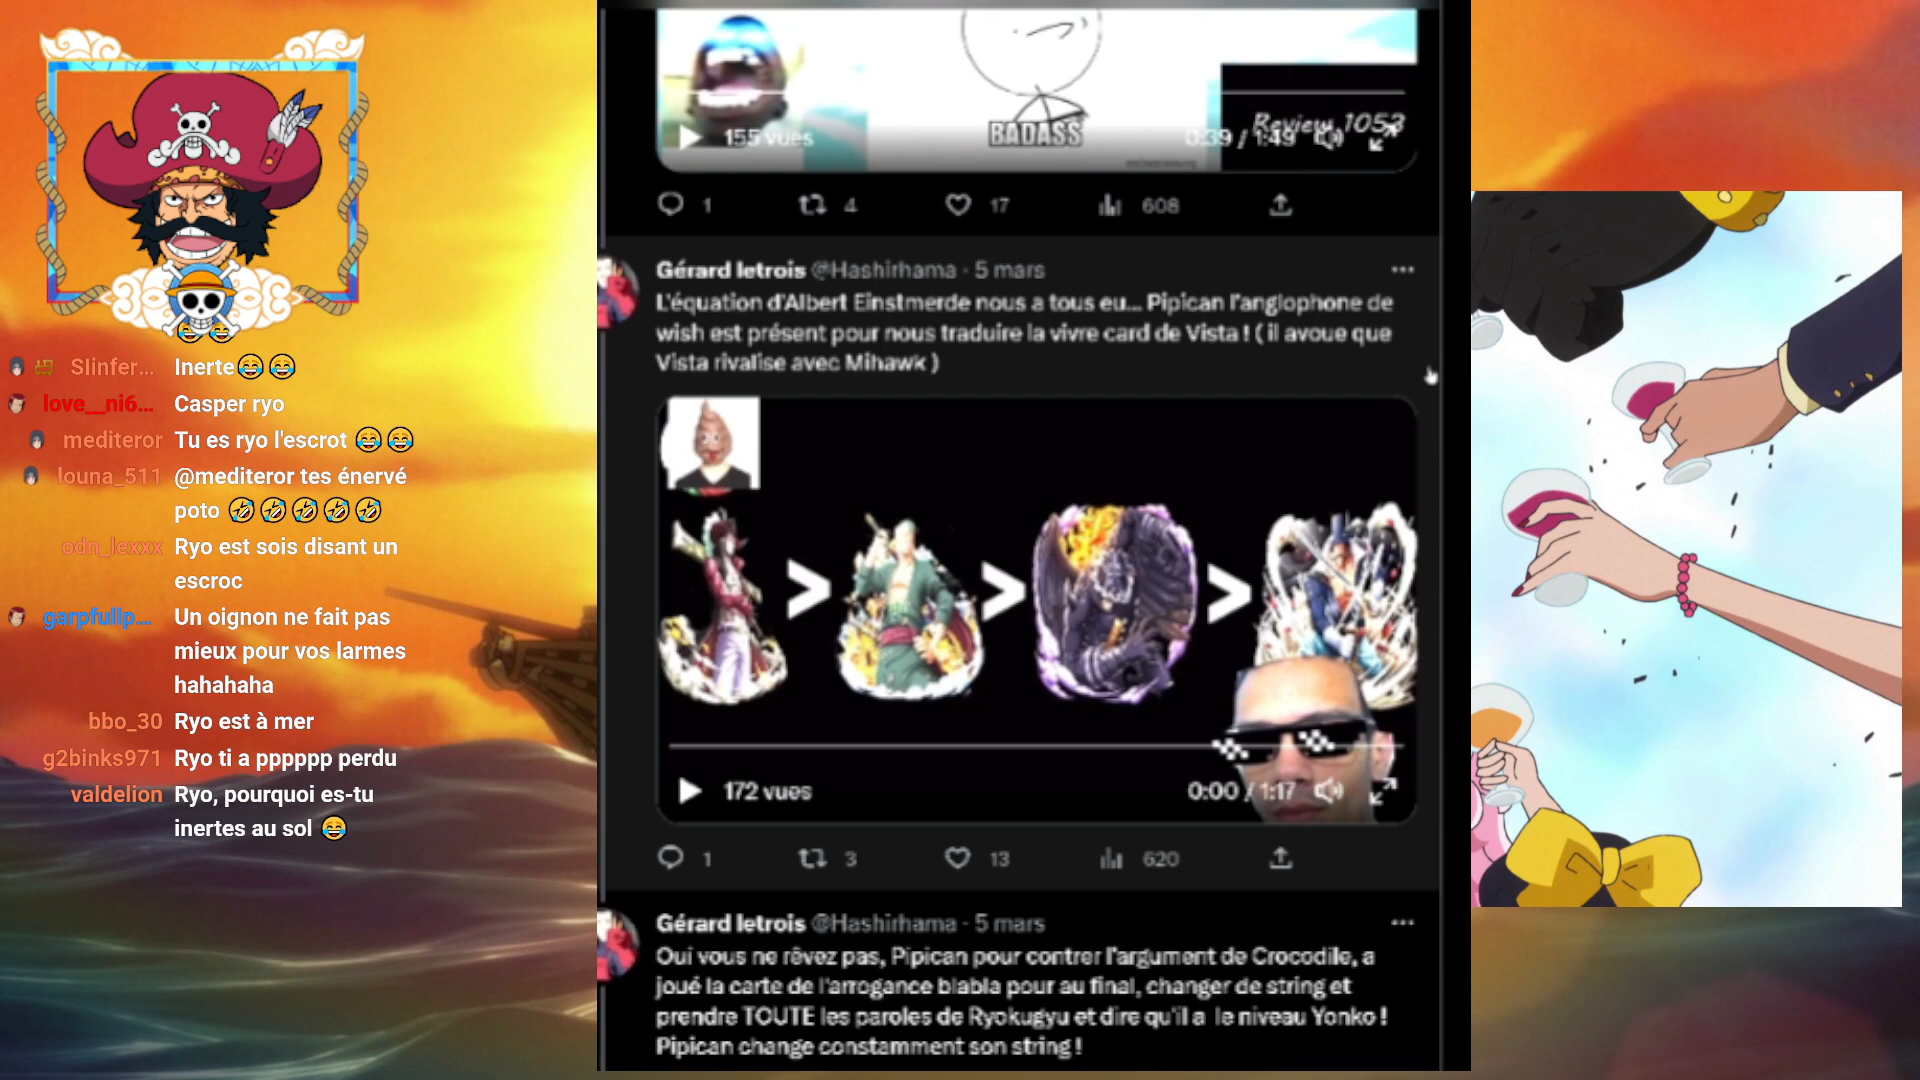 Slinfer... Inerte😂😂
love__ni6... Casper ryo
mediteror Tu es ryo l'escrot 😂😂
louna_511 @mediteror tes énervé
poto 🤣🤣🤣🤣🤣
odn_lexxx Ryo est sois disant un
escroc
garpfullp... Un oignon ne fait pas
mieux pour vos larmes
hahahaha
bbo_30 Ryo est à mer
g2binks971 Ryo ti a pppppp perdu
valdelion Ryo, pourquoi es-tu
inertes au sol 😂
BADASS
Review 1053
155 vues 0:39 / 1:49
1 4 17 608
Gérard letrois @Hashirhama · 5 mars
L'équation d'Albert Einstmerde nous a tous eu... Pipican l'anglophone de
wish est présent pour nous traduire la vivre card de Vista ! ( il avoue que
Vista rivalise avec Mihawk )
> > >
172 vues 0:00 / 1:17
1 3 13 620
Gérard letrois @Hashirhama · 5 mars
Oui vous ne rêvez pas, Pipican pour contrer l'argument de Crocodile, a
joué la carte de l'arrogance blabla pour au final, changer de string et
prendre TOUTE les paroles de Ryokugyu et dire qu'il a le niveau Yonko !
Pipican change constamment son string !